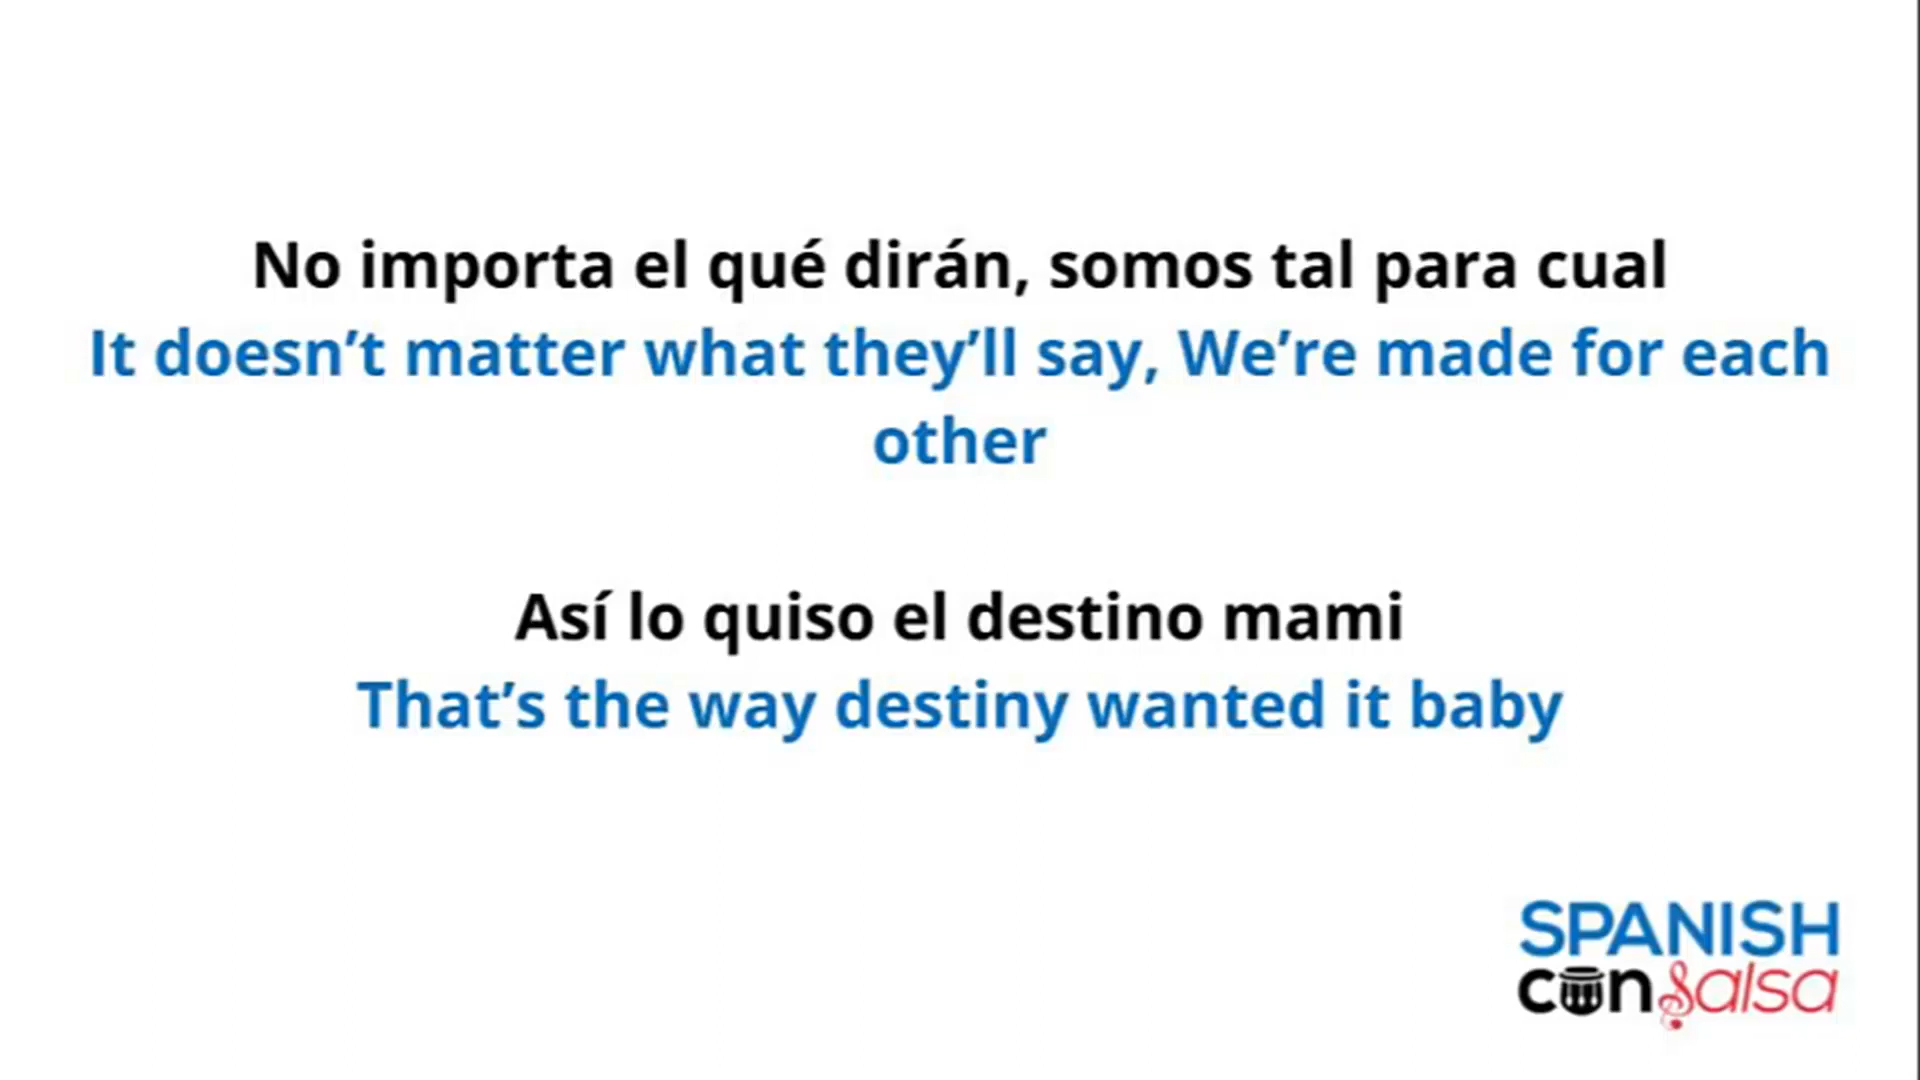 No importa el qué dirán, somos tal para cual
It doesn’t matter what they’ll say, We’re made for each
other
Así lo quiso el destino mami
That’s the way destiny wanted it baby
SPANISH
con salsa